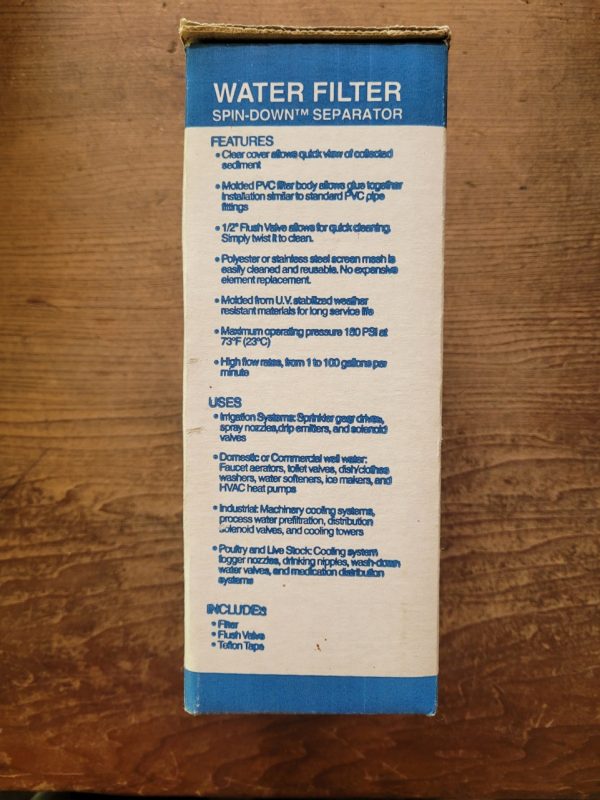 WATER FILTER
SPIN-DOWN™ SEPARATOR
FEATURES
• Clear cover allows quick view of collected
sediment
• Molded PVC filter body allows glue together
installation similar to standard PVC pipe
fittings
• 1/2" Flush Valve allows for quick cleaning.
Simply twist it to clean.
• Polyester or stainless steel screen mesh is
easily cleaned and reusable. No expensive
element replacement.
• Molded from U.V. stabilized weather
resistant materials for long service life
• Maximum operating pressure 150 PSI at
73°F (23°C)
• High flow rates, from 1 to 100 gallons per
minute
USES
• Irrigation Systems: Sprinkler gear drives,
spray nozzles,drip emitters, and solenoid
valves
• Domestic or Commercial well water:
Faucet aerators, toilet valves, dish/clothes
washers, water softeners, ice makers, and
HVAC heat pumps
• Industrial: Machinery cooling systems,
process water prefiltration, distribution
solenoid valves, and cooling towers
• Poultry and Live Stock: Cooling system
fogger nozzles, drinking nipples, wash-down
water valves, and medication distribution
systems
INCLUDES
• Filter
• Flush Valve
• Teflon Tape